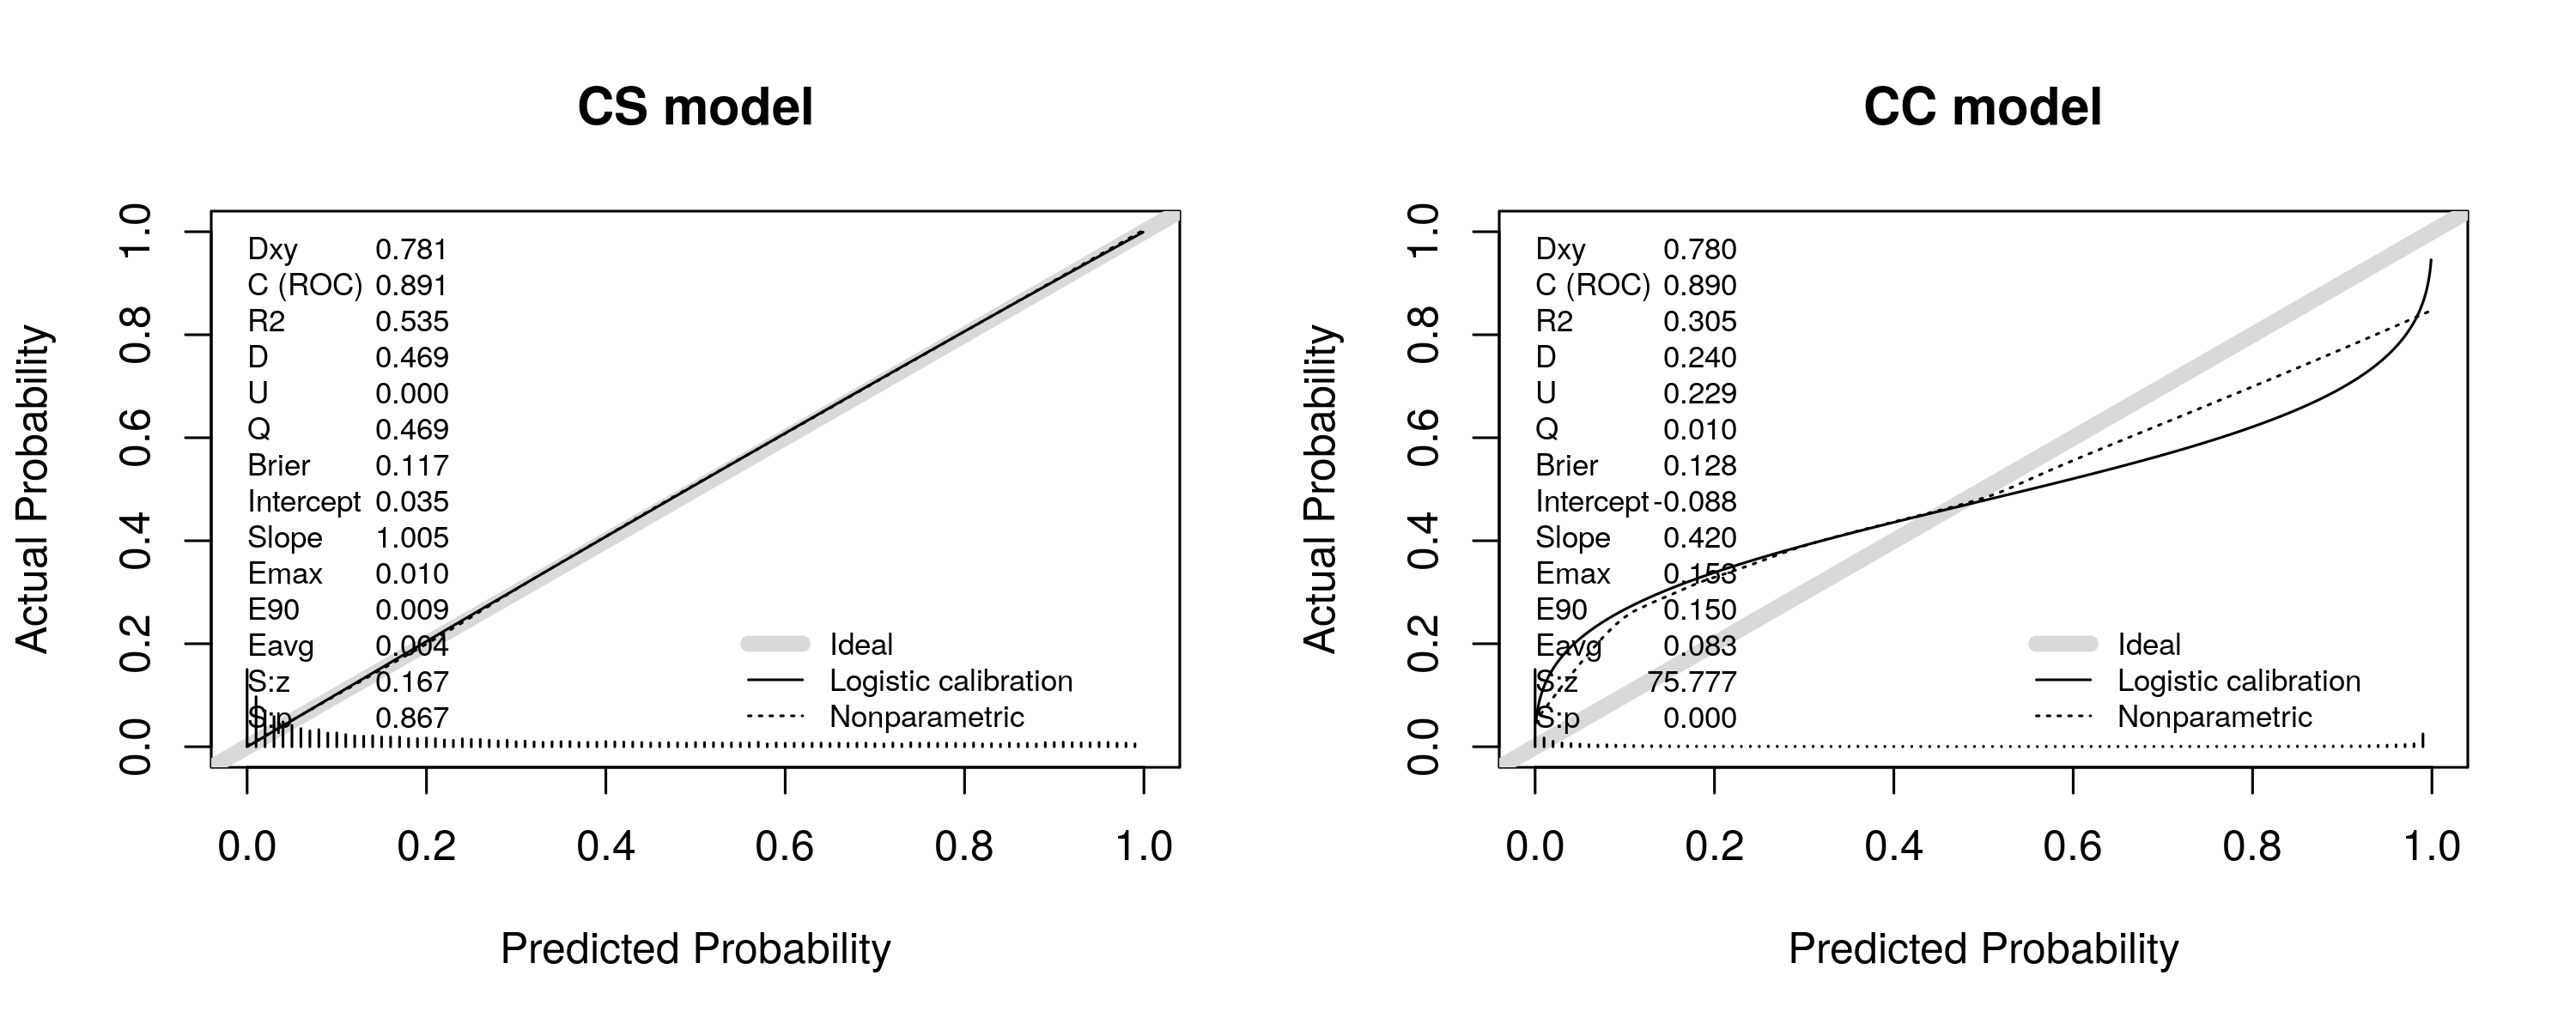 CS model
Actual Probability
1.0
0.8
0.6
0.4
0.2
0.0
Dxy 0.781
C (ROC) 0.891
R2 0.535
D 0.469
U 0.000
Q 0.469
Brier 0.117
Intercept 0.035
Slope 1.005
Emax 0.010
E90 0.009
Eavg 0.004
S:z 0.167
S:p 0.867
Ideal
Logistic calibration
Nonparametric
0.0 0.2 0.4 0.6 0.8 1.0
Predicted Probability
CC model
Actual Probability
1.0
0.8
0.6
0.4
0.2
0.0
Dxy 0.780
C (ROC) 0.890
R2 0.305
D 0.240
U 0.229
Q 0.010
Brier 0.128
Intercept -0.088
Slope 0.420
Emax 0.153
E90 0.150
Eavg 0.083
S:z 75.777
S:p 0.000
Ideal
Logistic calibration
Nonparametric
0.0 0.2 0.4 0.6 0.8 1.0
Predicted Probability